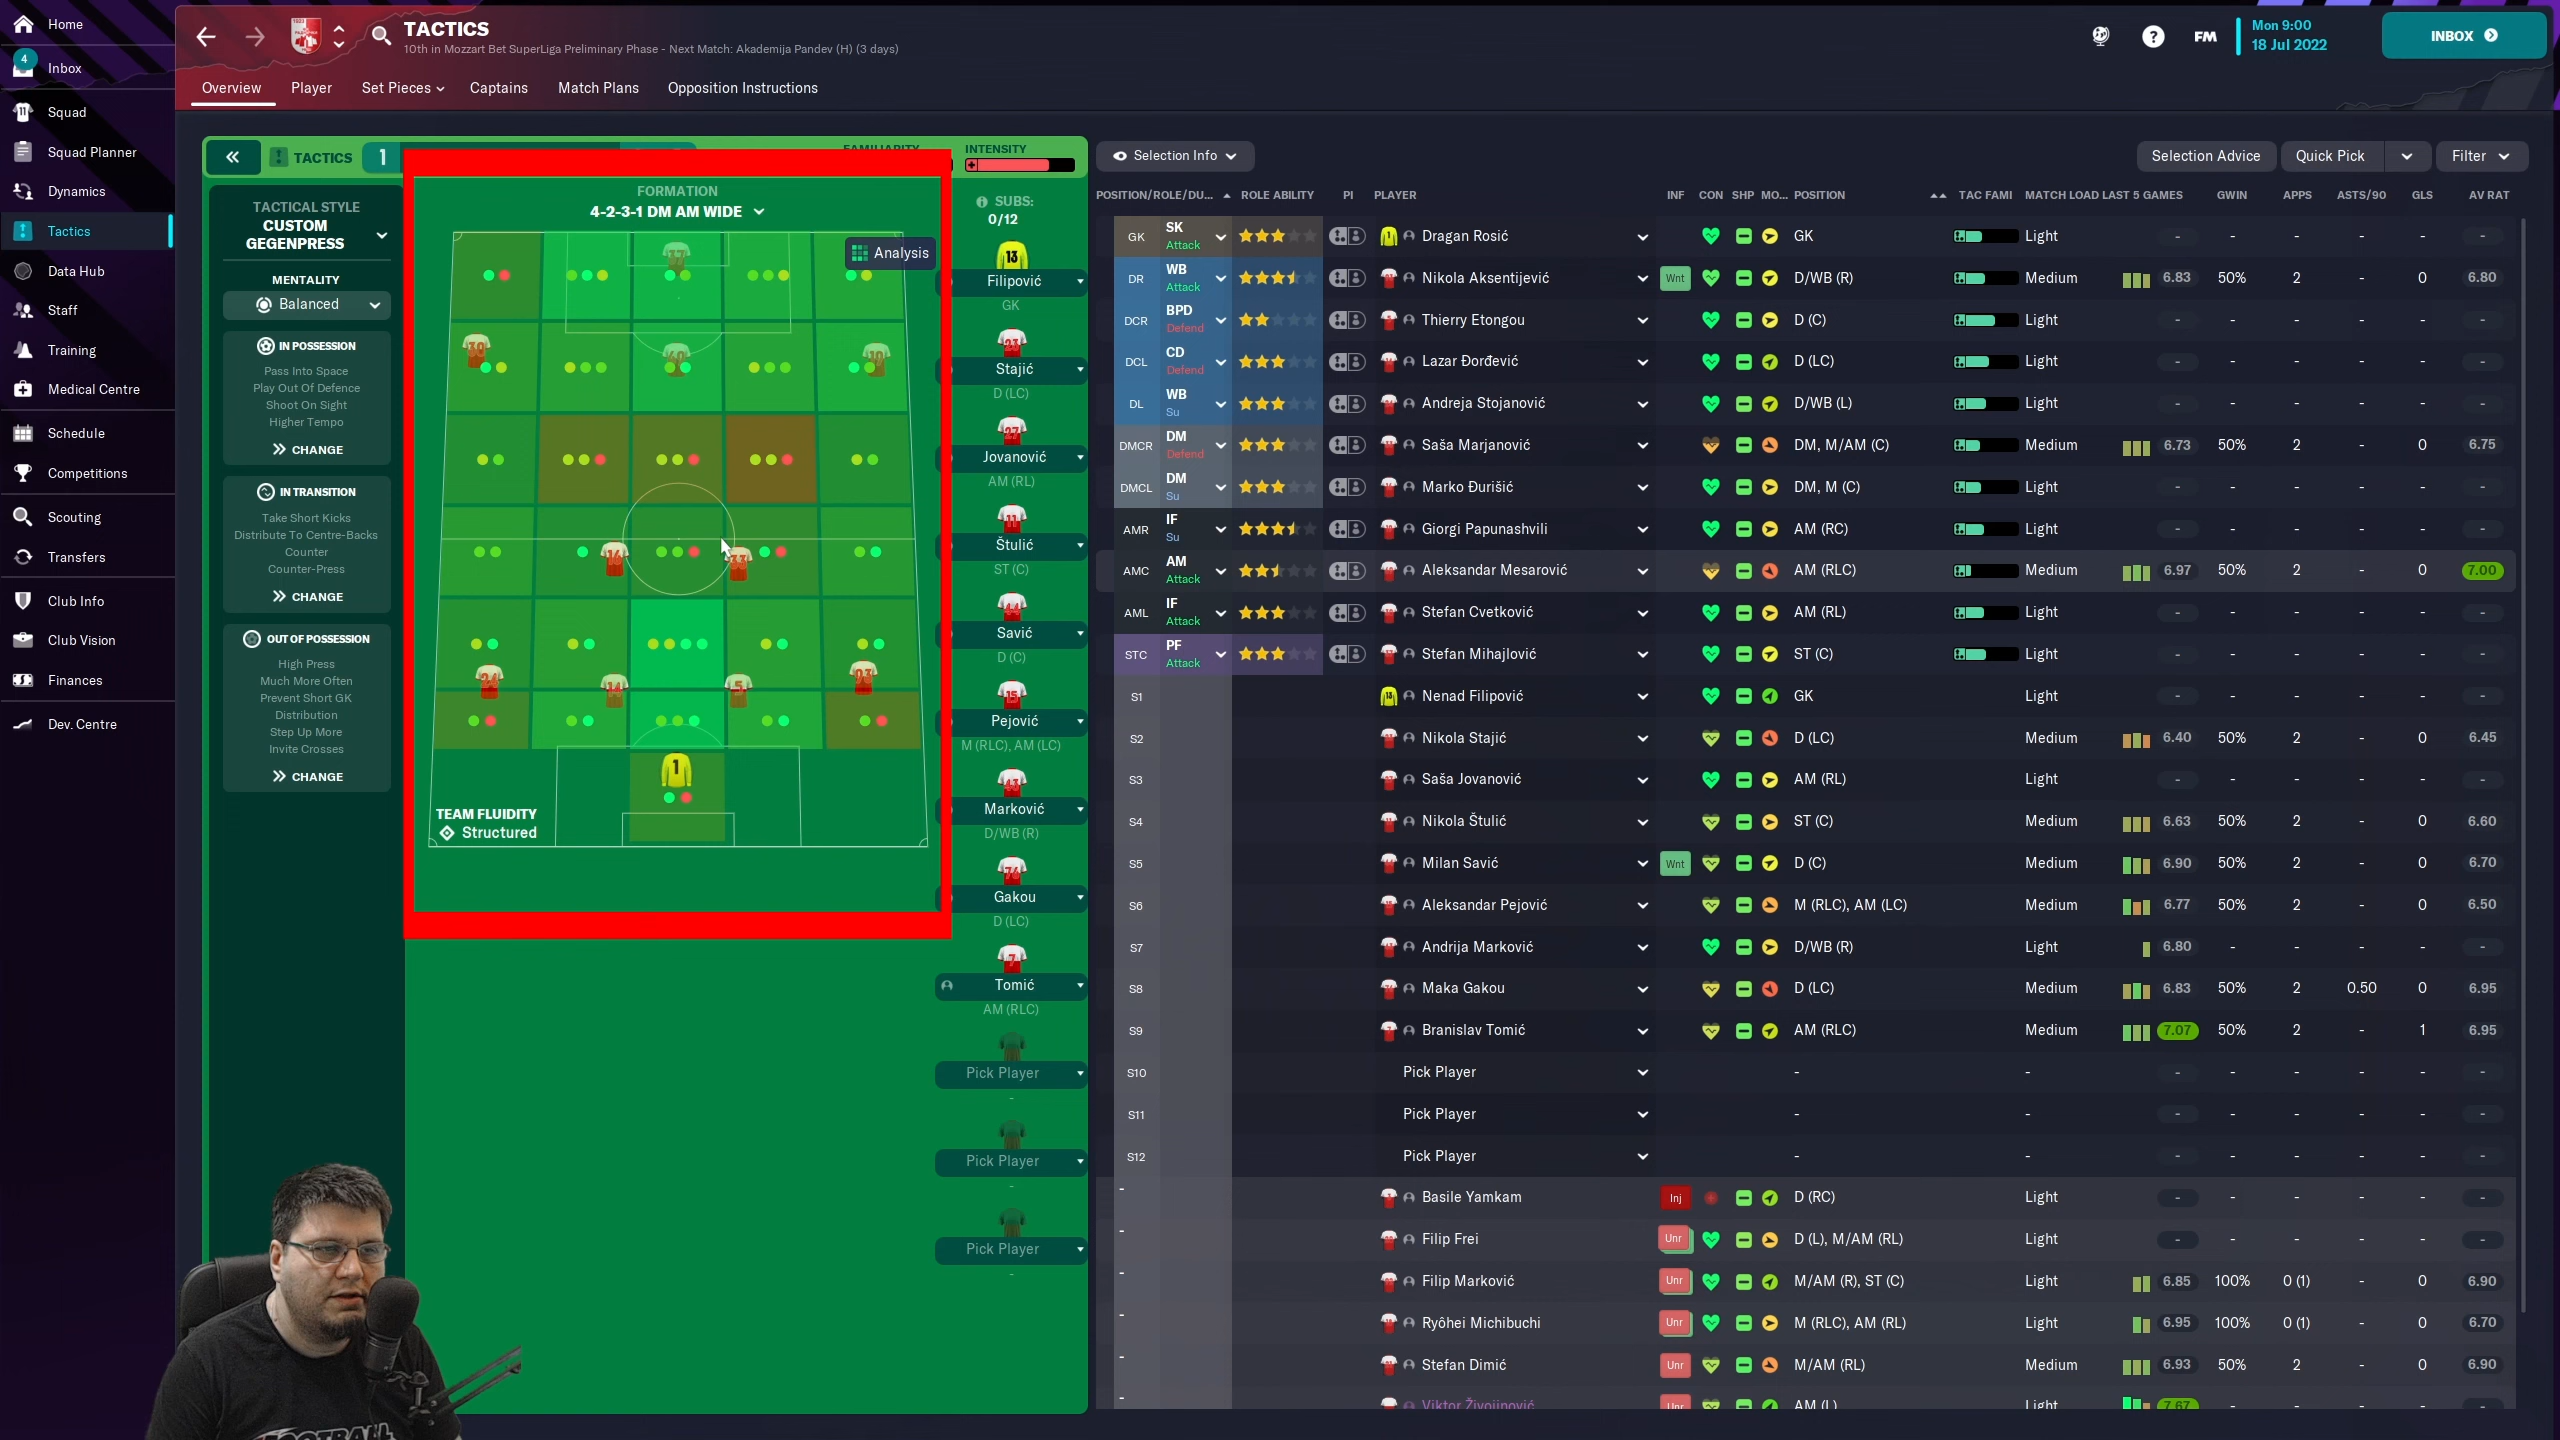 Home
4
Inbox
Squad
Squad Planner
Dynamics
Tactics
Data Hub
Staff
Training
Medical Centre
Schedule
Competitions
Scouting
Transfers
Club Info
Club Vision
Finances
Dev. Centre
TACTICS
10th in Mozzart Bet SuperLiga Preliminary Phase - Next Match: Akademija Pandev (H) (3 days)
FM
Mon 9:00
18 Jul 2022
INBOX
Overview Player Set Pieces Captains Match Plans Opposition Instructions
TACTICS 1
FAMILIARITY
INTENSITY
TACTICAL STYLE
CUSTOM
GEGENPRESS
MENTALITY
Balanced
IN POSSESSION
Pass Into Space
Play Out Of Defence
Shoot On Sight
Higher Tempo
CHANGE
IN TRANSITION
Take Short Kicks
Distribute To Centre-Backs
Counter
Counter-Press
CHANGE
OUT OF POSSESSION
High Press
Much More Often
Prevent Short GK
Distribution
Step Up More
Invite Crosses
CHANGE
FORMATION
4-2-3-1 DM AM WIDE
Analysis
TEAM FLUIDITY
Structured
SUBS:
0/12
13
Filipović
GK
23
Stajić
D (LC)
27
Jovanović
AM (RL)
11
Štulić
ST (C)
44
Savić
D (C)
15
Pejović
M (RLC), AM (LC)
43
Marković
D/WB (R)
76
Gakou
D (LC)
7
Tomić
AM (RLC)
Pick Player
-
Pick Player
-
Pick Player
-
Selection Info
Selection Advice Quick Pick Filter
POSITION/ROLE/DU... ROLE ABILITY PI PLAYER INF CON SHP MO... POSITION TAC FAMI MATCH LOAD LAST 5 GAMES GWIN APPS ASTS/90 GLS AV RAT
GK SK Attack Dragan Rosić GK Light - - - - - -
DR WB Attack Nikola Aksentijević Wnt D/WB (R) Medium 6.83 50% 2 - 0 6.80
DCR BPD Defend Thierry Etongou D (C) Light - - - - - -
DCL CD Defend Lazar Đorđević D (LC) Light - - - - - -
DL WB Su Andreja Stojanović D/WB (L) Light - - - - - -
DMCR DM Defend Saša Marjanović DM, M/AM (C) Medium 6.73 50% 2 - 0 6.75
DMCL DM Su Marko Đurišić DM, M (C) Light - - - - - -
AMR IF Su Giorgi Papunashvili AM (RC) Light - - - - - -
AMC AM Attack Aleksandar Mesarović AM (RLC) Medium 6.97 50% 2 - 0 7.00
AML IF Attack Stefan Cvetković AM (RL) Light - - - - - -
STC PF Attack Stefan Mihajlović ST (C) Light - - - - - -
S1 Nenad Filipović GK Light - - - - - -
S2 Nikola Stajić D (LC) Medium 6.40 50% 2 - 0 6.45
S3 Saša Jovanović AM (RL) Light - - - - - -
S4 Nikola Štulić ST (C) Medium 6.63 50% 2 - 0 6.60
S5 Milan Savić Wnt D (C) Medium 6.90 50% 2 - 0 6.70
S6 Aleksandar Pejović M (RLC), AM (LC) Medium 6.77 50% 2 - 0 6.50
S7 Andrija Marković D/WB (R) Light 6.80 - - - - -
S8 Maka Gakou D (LC) Medium 6.83 50% 2 0.50 0 6.95
S9 Branislav Tomić AM (RLC) Medium 7.07 50% 2 - 1 6.95
S10 Pick Player - - - - - - - -
S11 Pick Player - - - - - - - -
S12 Pick Player - - - - - - - -
- Basile Yamkam Inj D (RC) Light - - - - - -
- Filip Frei Unr D (L), M/AM (RL) Light - - - - - -
- Filip Marković Unr M/AM (R), ST (C) Light 6.85 100% 0 (1) - 0 6.90
- Ryôhei Michibuchi Unr M (RLC), AM (RL) Light 6.95 100% 0 (1) - 0 6.70
- Stefan Dimić Unr M/AM (RL) Medium 6.93 50% 2 - 0 6.90
- Viktor Živojinović Unr AM (L) Light 7.67 - - - - -